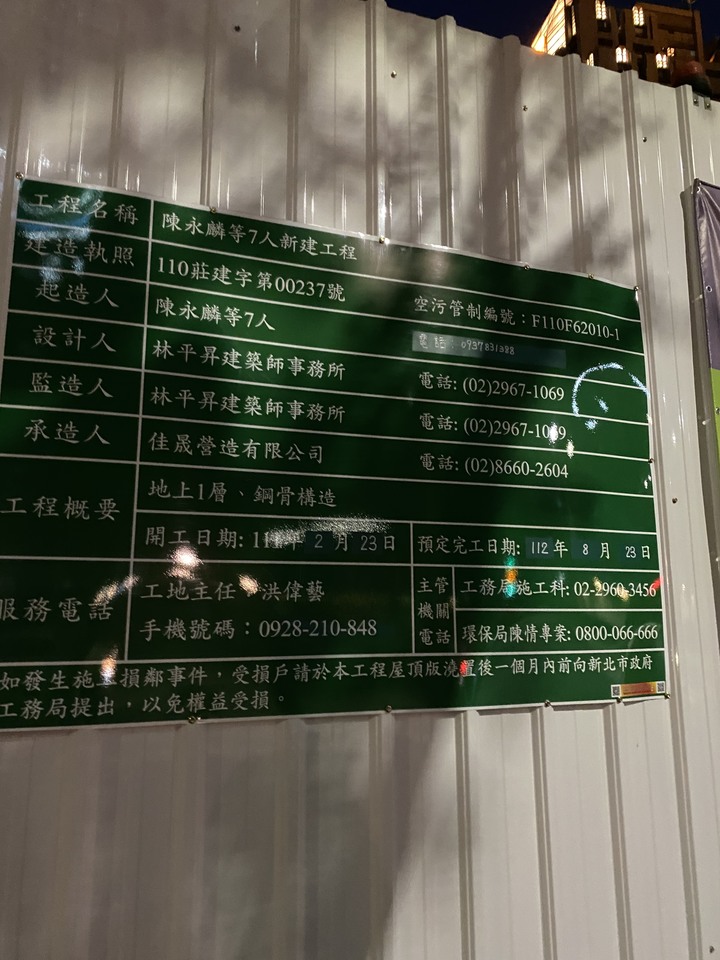 工程名稱 陳永麟等7人新建工程
建造執照 110莊建字第00237號 空污管制編號：F110F62010-1
起造人 陳永麟等7人 電話：0937831388
設計人 林平昇建築師事務所 電話: (02)2967-1069
監造人 林平昇建築師事務所 電話: (02)2967-1069
承造人 佳晟營造有限公司 電話: (02)8660-2604
工程概要 地上1層、鋼骨構造
開工日期: 年 2 月 23日 預定完工日期: 112 年 8 月 23日
服務電話 工地主任：洪偉藝 主管機關電話 工務局施工科: 02-2960-3456
手機號碼：0928-210-848 環保局陳情專案: 0800-066-666
如發生施工損鄰事件，受損戶請於本工程屋頂版澆置後一個月內前向新北市政府
工務局提出，以免權益受損。